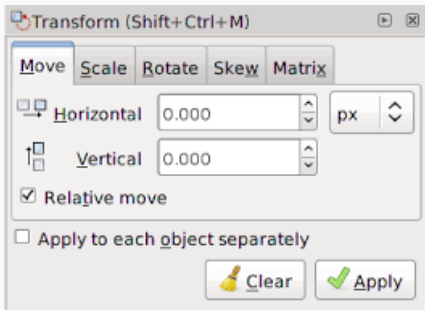 Transform (Shift+Ctrl+M)
Move Scale Rotate Skew Matrix
Horizontal 0.000 px
Vertical 0.000
Relative move
Apply to each object separately
Clear Apply